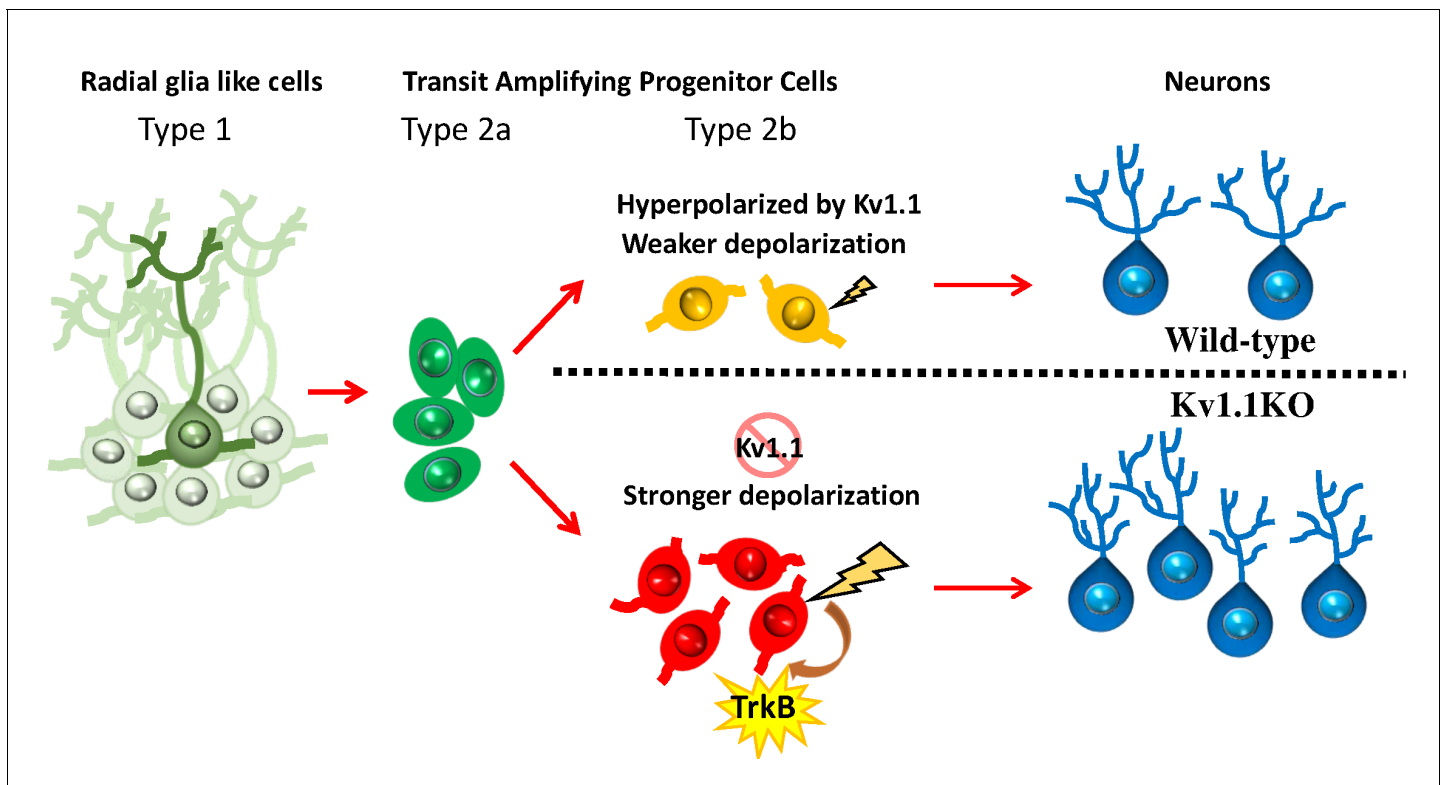 Radial glia like cells
Transit Amplifying Progenitor Cells
Neurons
Type 1
Type 2a
Type 2b
Hyperpolarized by Kv1.1
Weaker depolarization
Wild-type
Kv1.1KO
Kv1.1
Stronger depolarization
TrkB